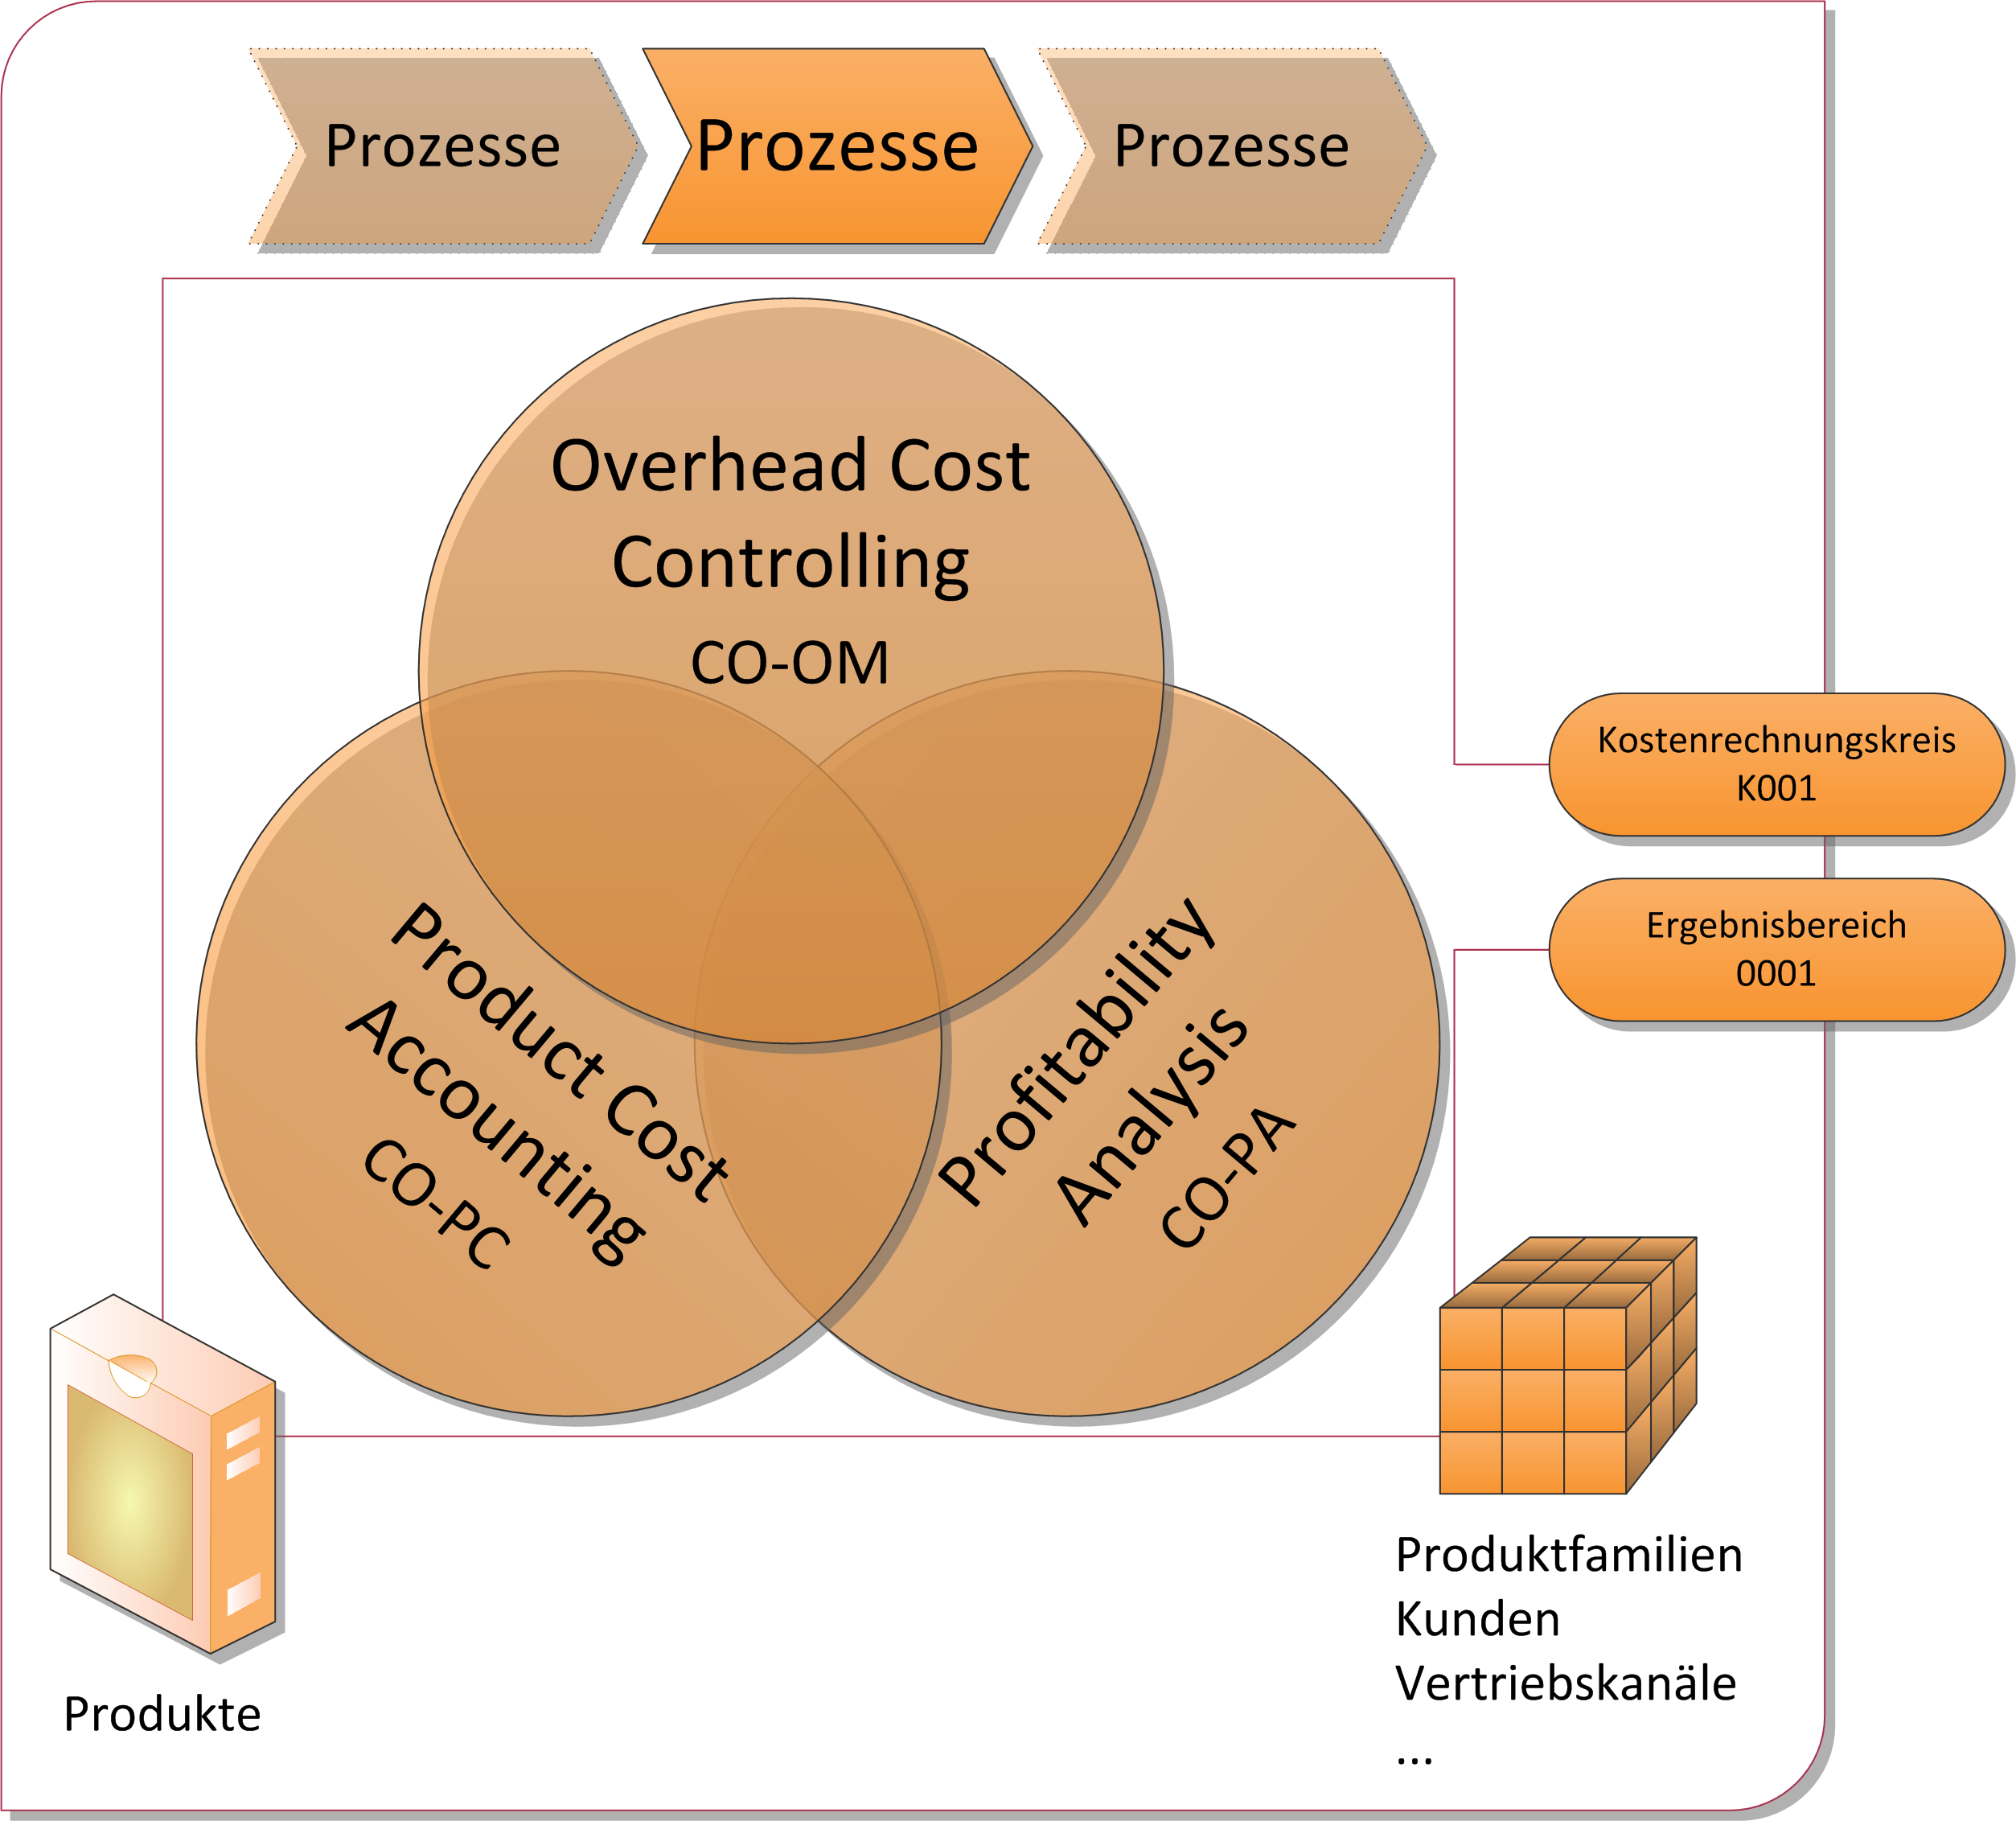 Prozesse
Prozesse
Prozesse
Overhead Cost
Controlling
CO-OM
Kostenrechnungskreis
K001
Ergebnisbereich
0001
Product Cost
Accounting
CO-PC
Profitability
Analysis
CO-PA
Produkte
Produktfamilien
Kunden
Vertriebskanäle
...